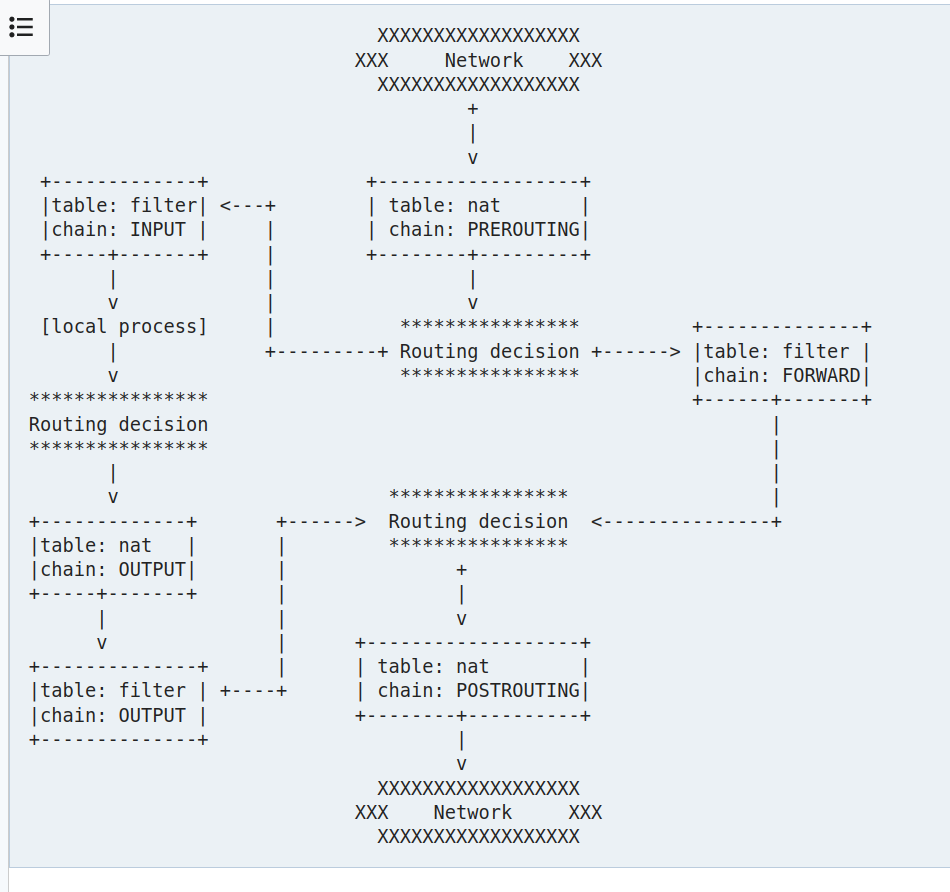 XXXXXXXXXXXXXXXXXX
                             XXX     Network    XXX
                               XXXXXXXXXXXXXXXXXX
                                       +
                                       |
                                       v
 +-------------+              +------------------+
 |table: filter| <---+        | table: nat       |
 |chain: INPUT |     |        | chain: PREROUTING|
 +-----+-------+     |        +--------+---------+
       |             |                 |
       v             |                 v
 [local process]     |           ****************          +--------------+
       |             +---------+ Routing decision +------> |table: filter |
       v                         ****************          |chain: FORWARD|
****************                                           +------+-------+
Routing decision                                                  |
****************                                                  |
       |                                                          |
       v                        ****************                  |
+-------------+       +------>  Routing decision  <---------------+
|table: nat   |       |         ****************
|chain: OUTPUT|       |               +
+-----+-------+       |               |
      |               |               v
      v               |      +-------------------+
+--------------+      |      | table: nat        |
|table: filter | +----+      | chain: POSTROUTING|
|chain: OUTPUT |             +--------+----------+
+--------------+                      |
                                      v
                               XXXXXXXXXXXXXXXXXX
                             XXX    Network     XXX
                               XXXXXXXXXXXXXXXXXX